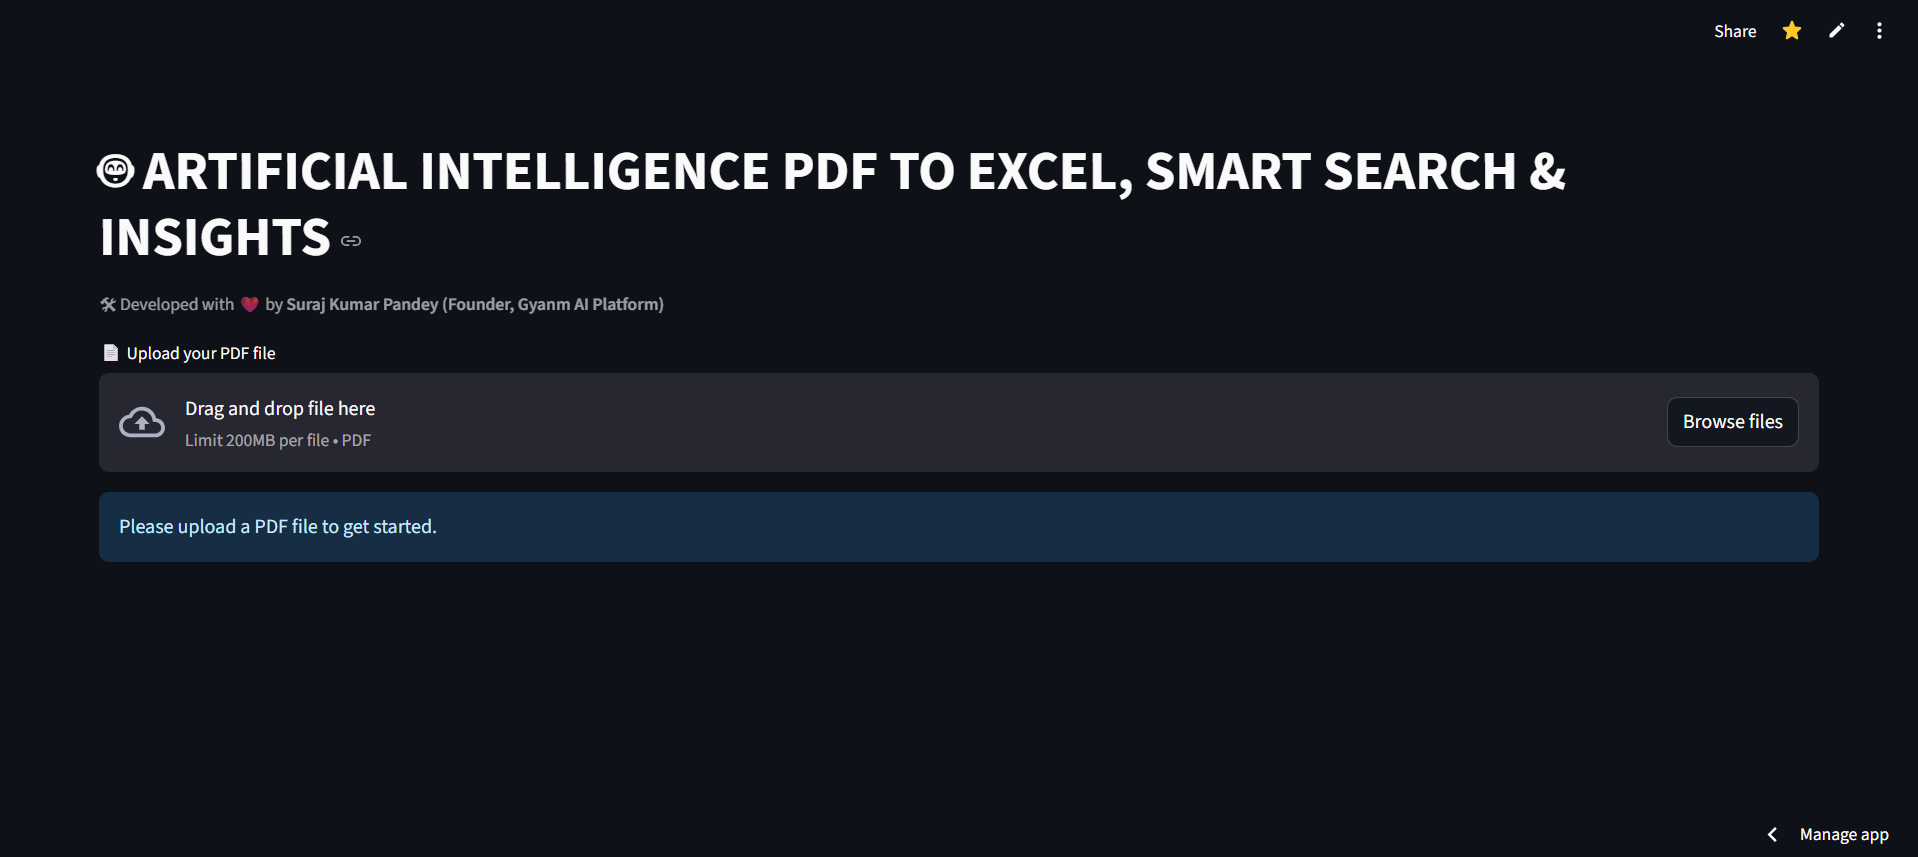 Share
ARTIFICIAL INTELLIGENCE PDF TO EXCEL, SMART SEARCH &
INSIGHTS
🛠 Developed with ❤ by Suraj Kumar Pandey (Founder, Gyanm AI Platform)
📄 Upload your PDF file
Drag and drop file here
Limit 200MB per file • PDF
Browse files
Please upload a PDF file to get started.
Manage app